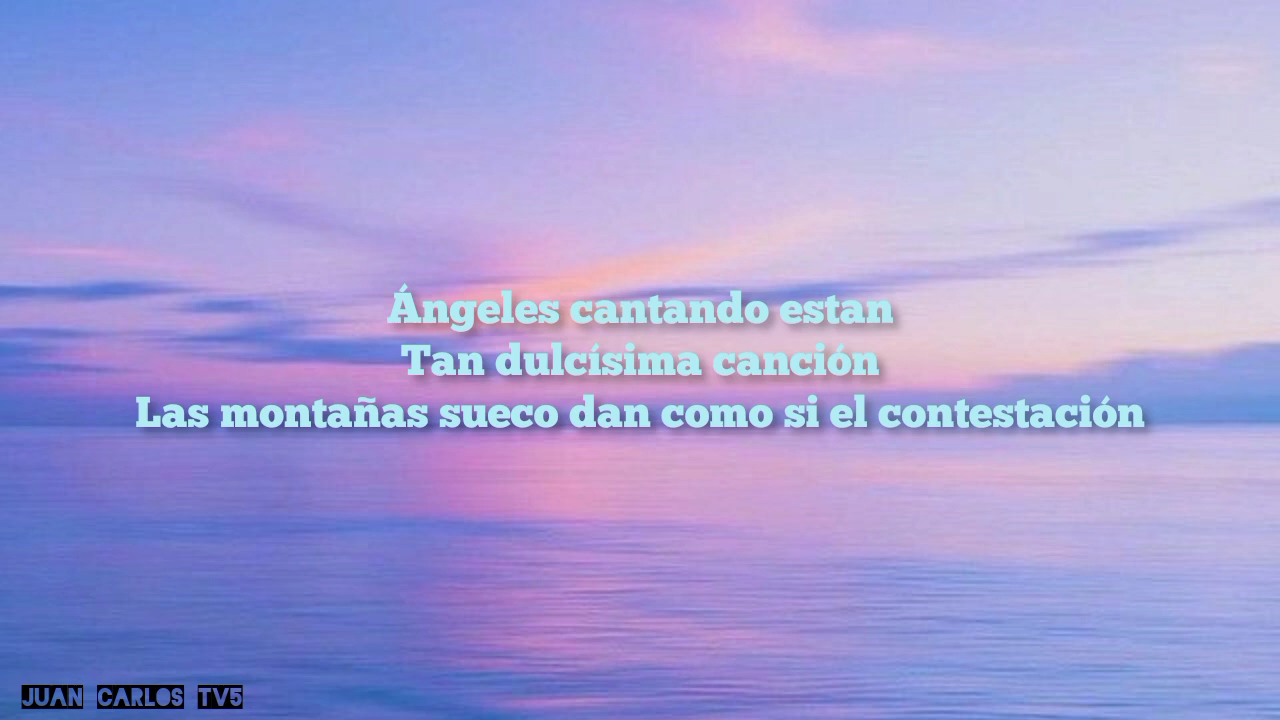 Ángeles cantando estan
Tan dulcísima canción
Las montañas sueco dan como si el contestación
JUAN CARLOS TV5